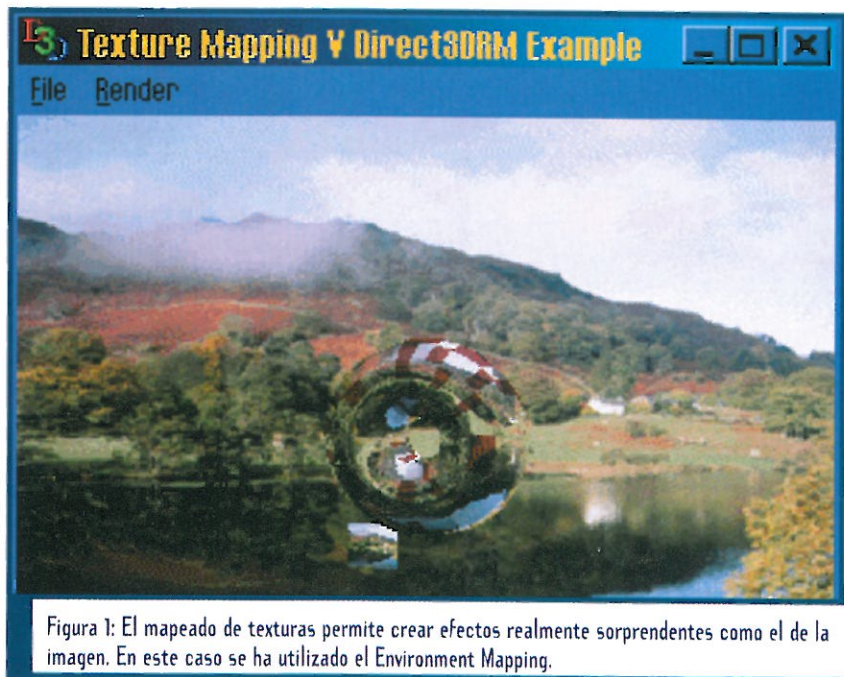 Texture Mapping V Direct3DRM Example
File Render
Figura 1: El mapeado de texturas permite crear efectos realmente sorprendentes como el de la
imagen. En este caso se ha utilizado el Environment Mapping.